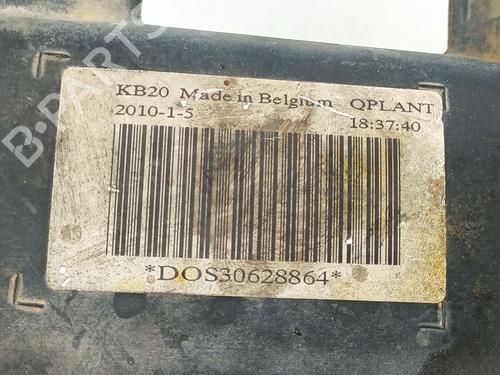 B-PARTS
KB20 Made in Belgium QPLANT
2010-1-5 18:37:40
*DOS30628864*